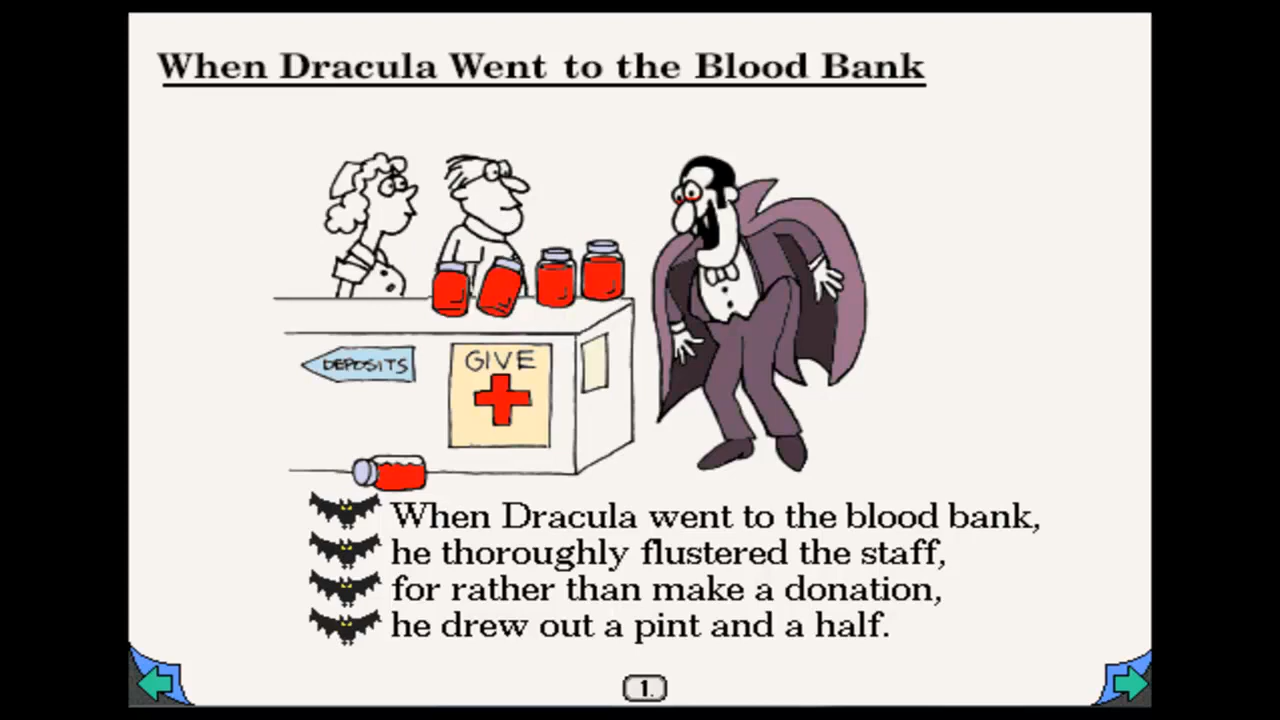 When Dracula Went to the Blood Bank
DEPOSITS
GIVE
When Dracula went to the blood bank,
he thoroughly flustered the staff,
for rather than make a donation,
he drew out a pint and a half.
1.